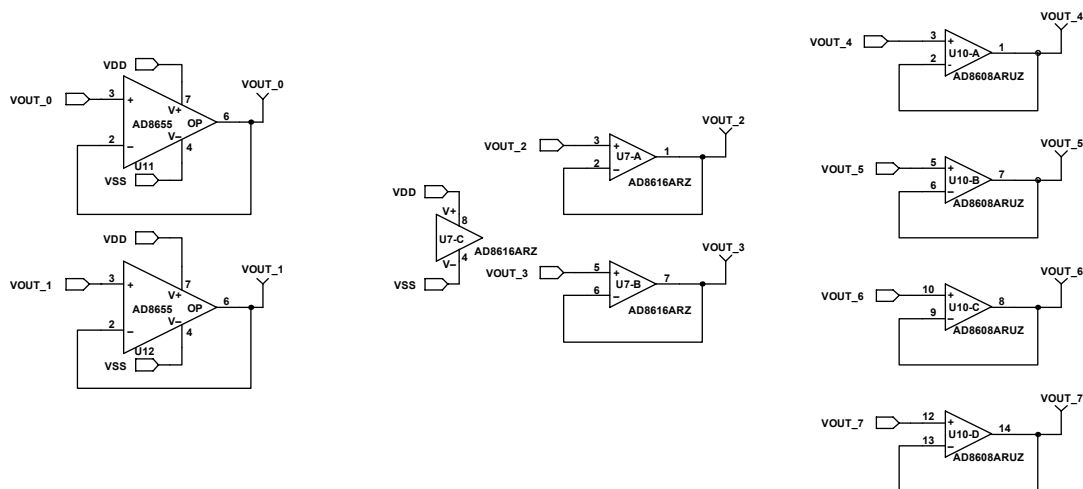 VDD
VOUT_0
3
+
7
V+
AD8655
OP
6
VOUT_0
2
−
V−
4
U11
VSS
VDD
VOUT_1
3
+
7
V+
AD8655
OP
6
VOUT_1
2
−
V−
4
U12
VSS
VDD
V+
8
U7-C
AD8616ARZ
V−
4
VSS
VOUT_2
3
+
U7-A
1
VOUT_2
2
−
AD8616ARZ
VOUT_3
5
+
U7-B
7
VOUT_3
6
−
AD8616ARZ
VOUT_4
3
+
U10-A
1
VOUT_4
2
-
AD8608ARUZ
VOUT_5
5
+
U10-B
7
VOUT_5
6
−
AD8608ARUZ
VOUT_6
10
+
U10-C
8
VOUT_6
9
−
AD8608ARUZ
VOUT_7
12
+
U10-D
14
VOUT_7
13
−
AD8608ARUZ